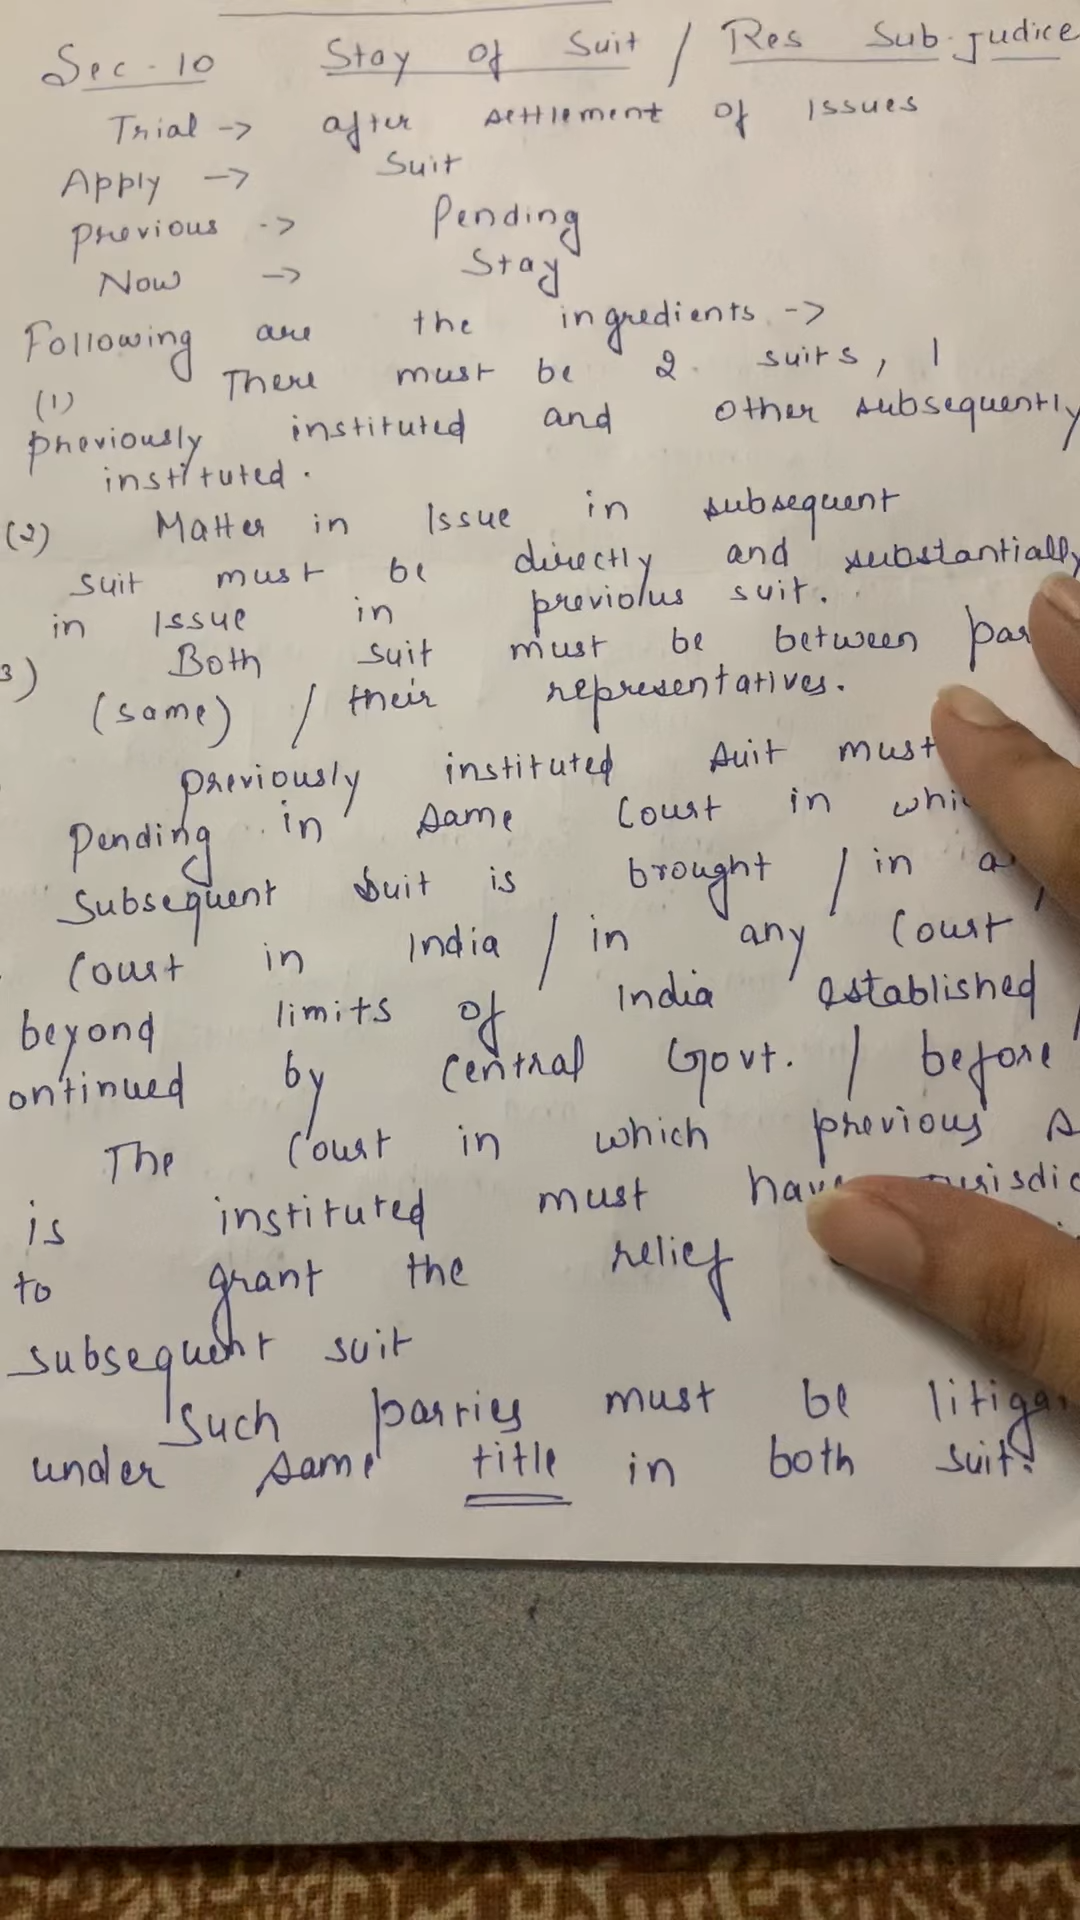 Sec-10 Stay of Suit / Res Sub-judice
Trial -> after settlement of Issues
Apply -> Suit
previous -> Pending
Now -> Stay
Following are the ingredients ->
(1) There must be 2 suits, 1
previously instituted and other subsequently
instituted.
(2) Matter in Issue in subsequent
suit must be directly and substantially
in Issue in previous suit.
3) Both suit must be between par
(same) / their representatives.
previously instituted suit must
Pending in same Court in whi
Subsequent suit is brought / in a
Court in India / in any Court
beyond limits of India established
ontinued by Central Govt. / before
The Court in which previous s
is instituted must have jurisdic
to grant the relief
subsequent suit
Such parties must be litiga
under same title in both suit.